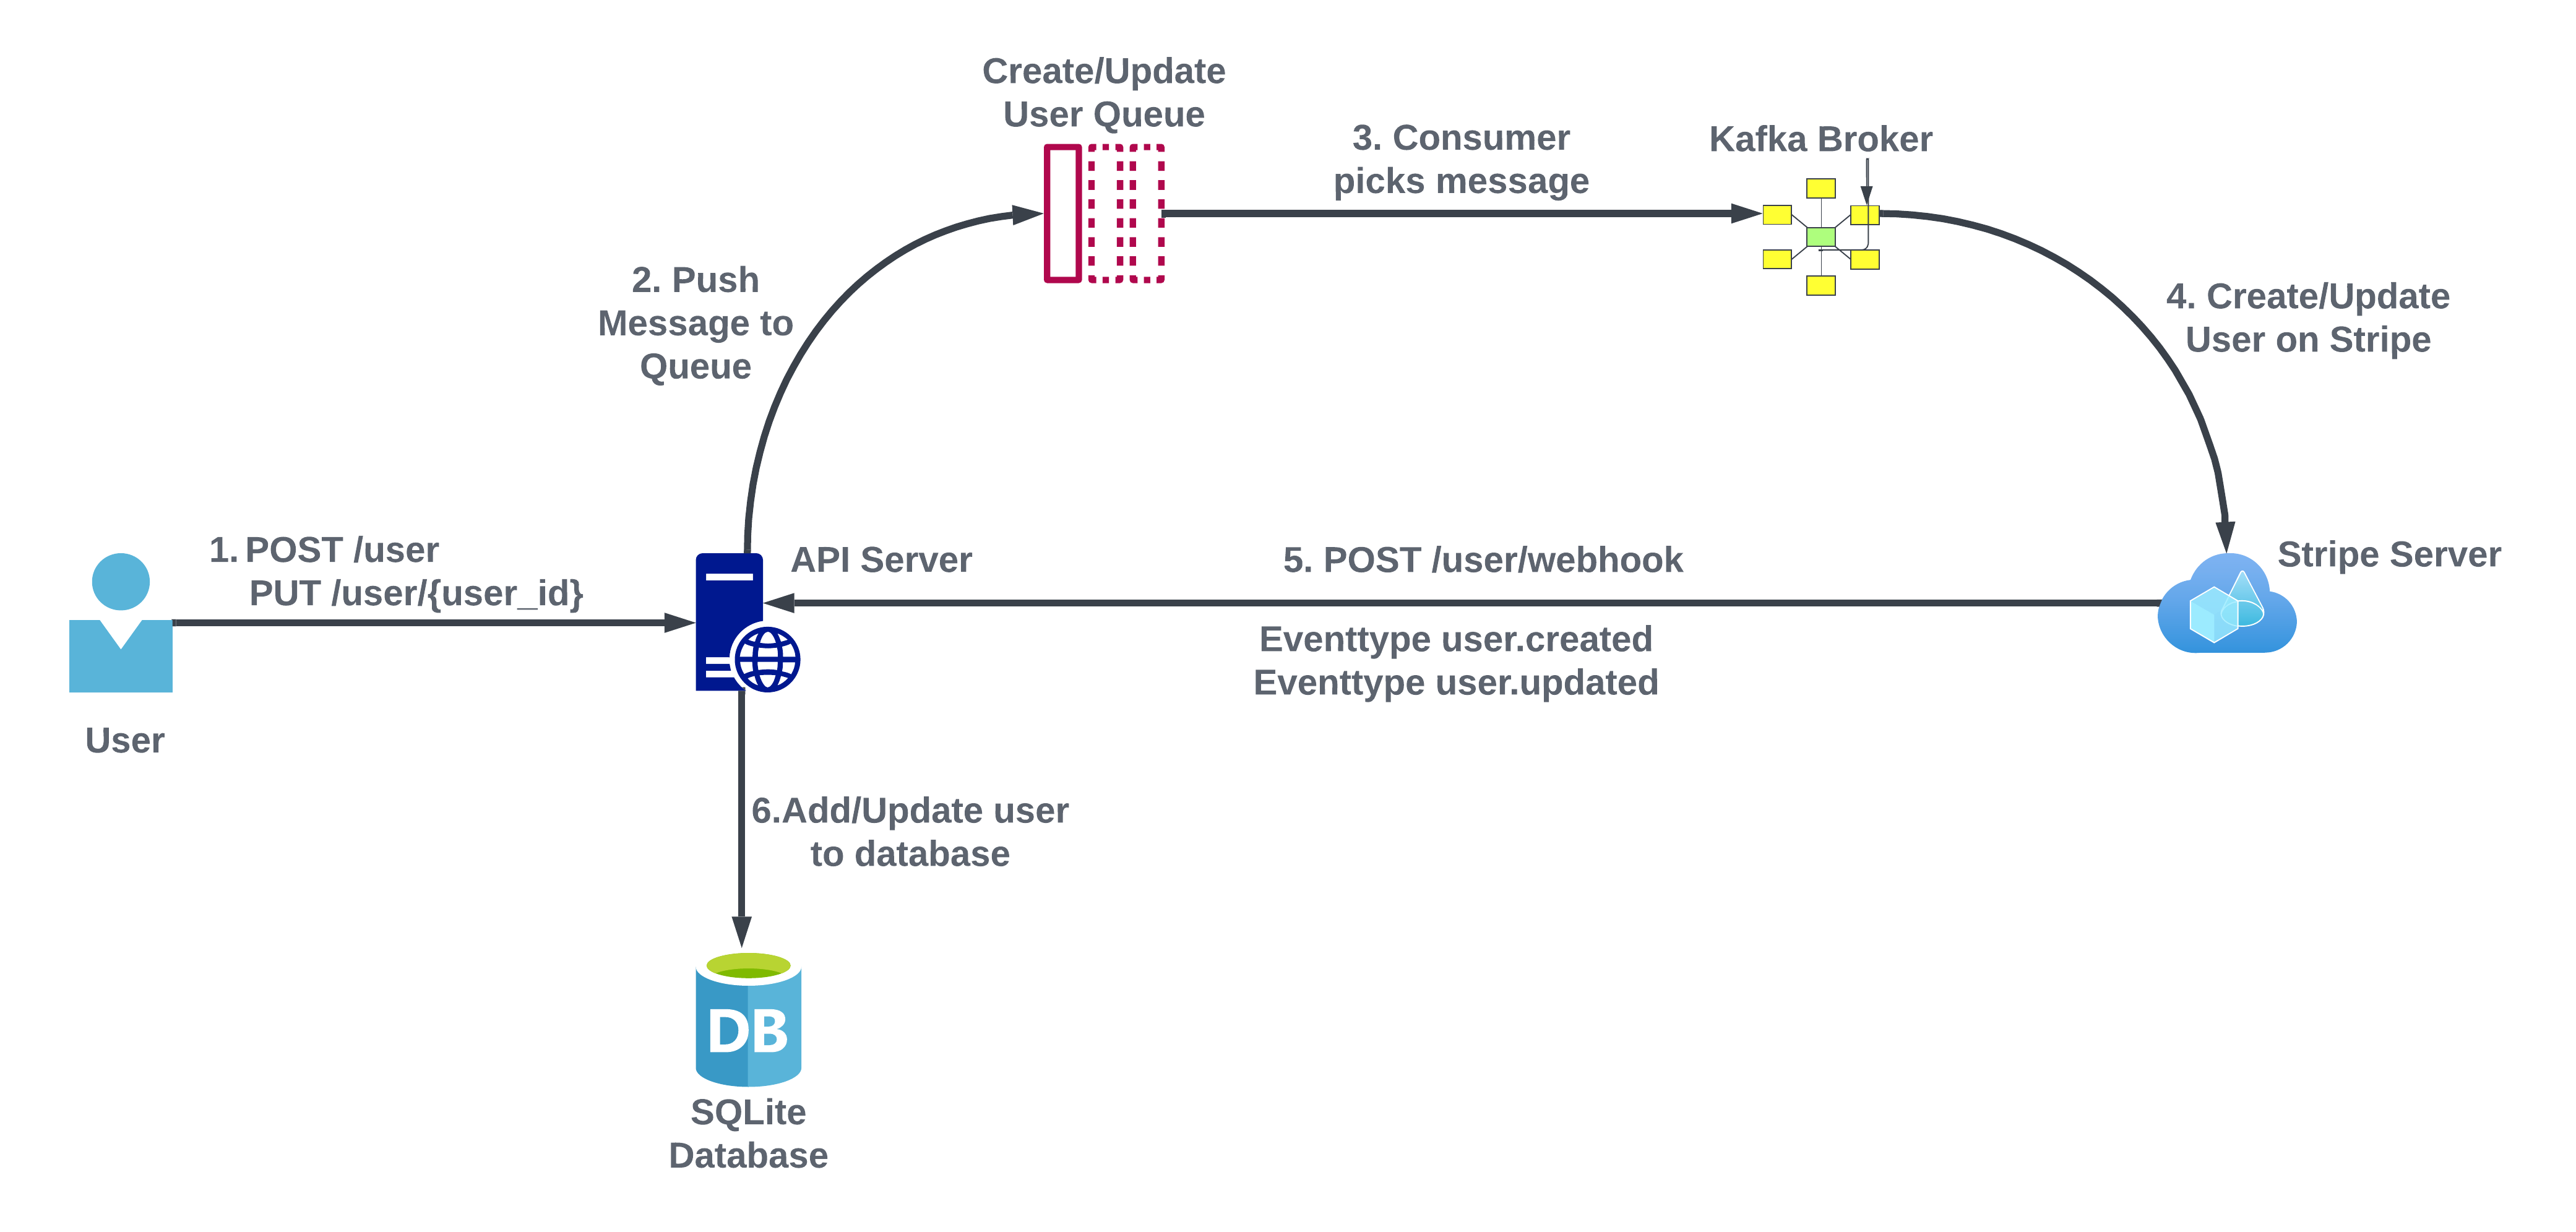 Create/Update
User Queue
3. Consumer
picks message
Kafka Broker
2. Push
Message to
Queue
4. Create/Update
User on Stripe
1. POST /user
PUT /user/{user_id}
API Server
5. POST /user/webhook
Stripe Server
Eventtype user.created
Eventtype user.updated
User
6.Add/Update user
to database
DB
SQLite
Database